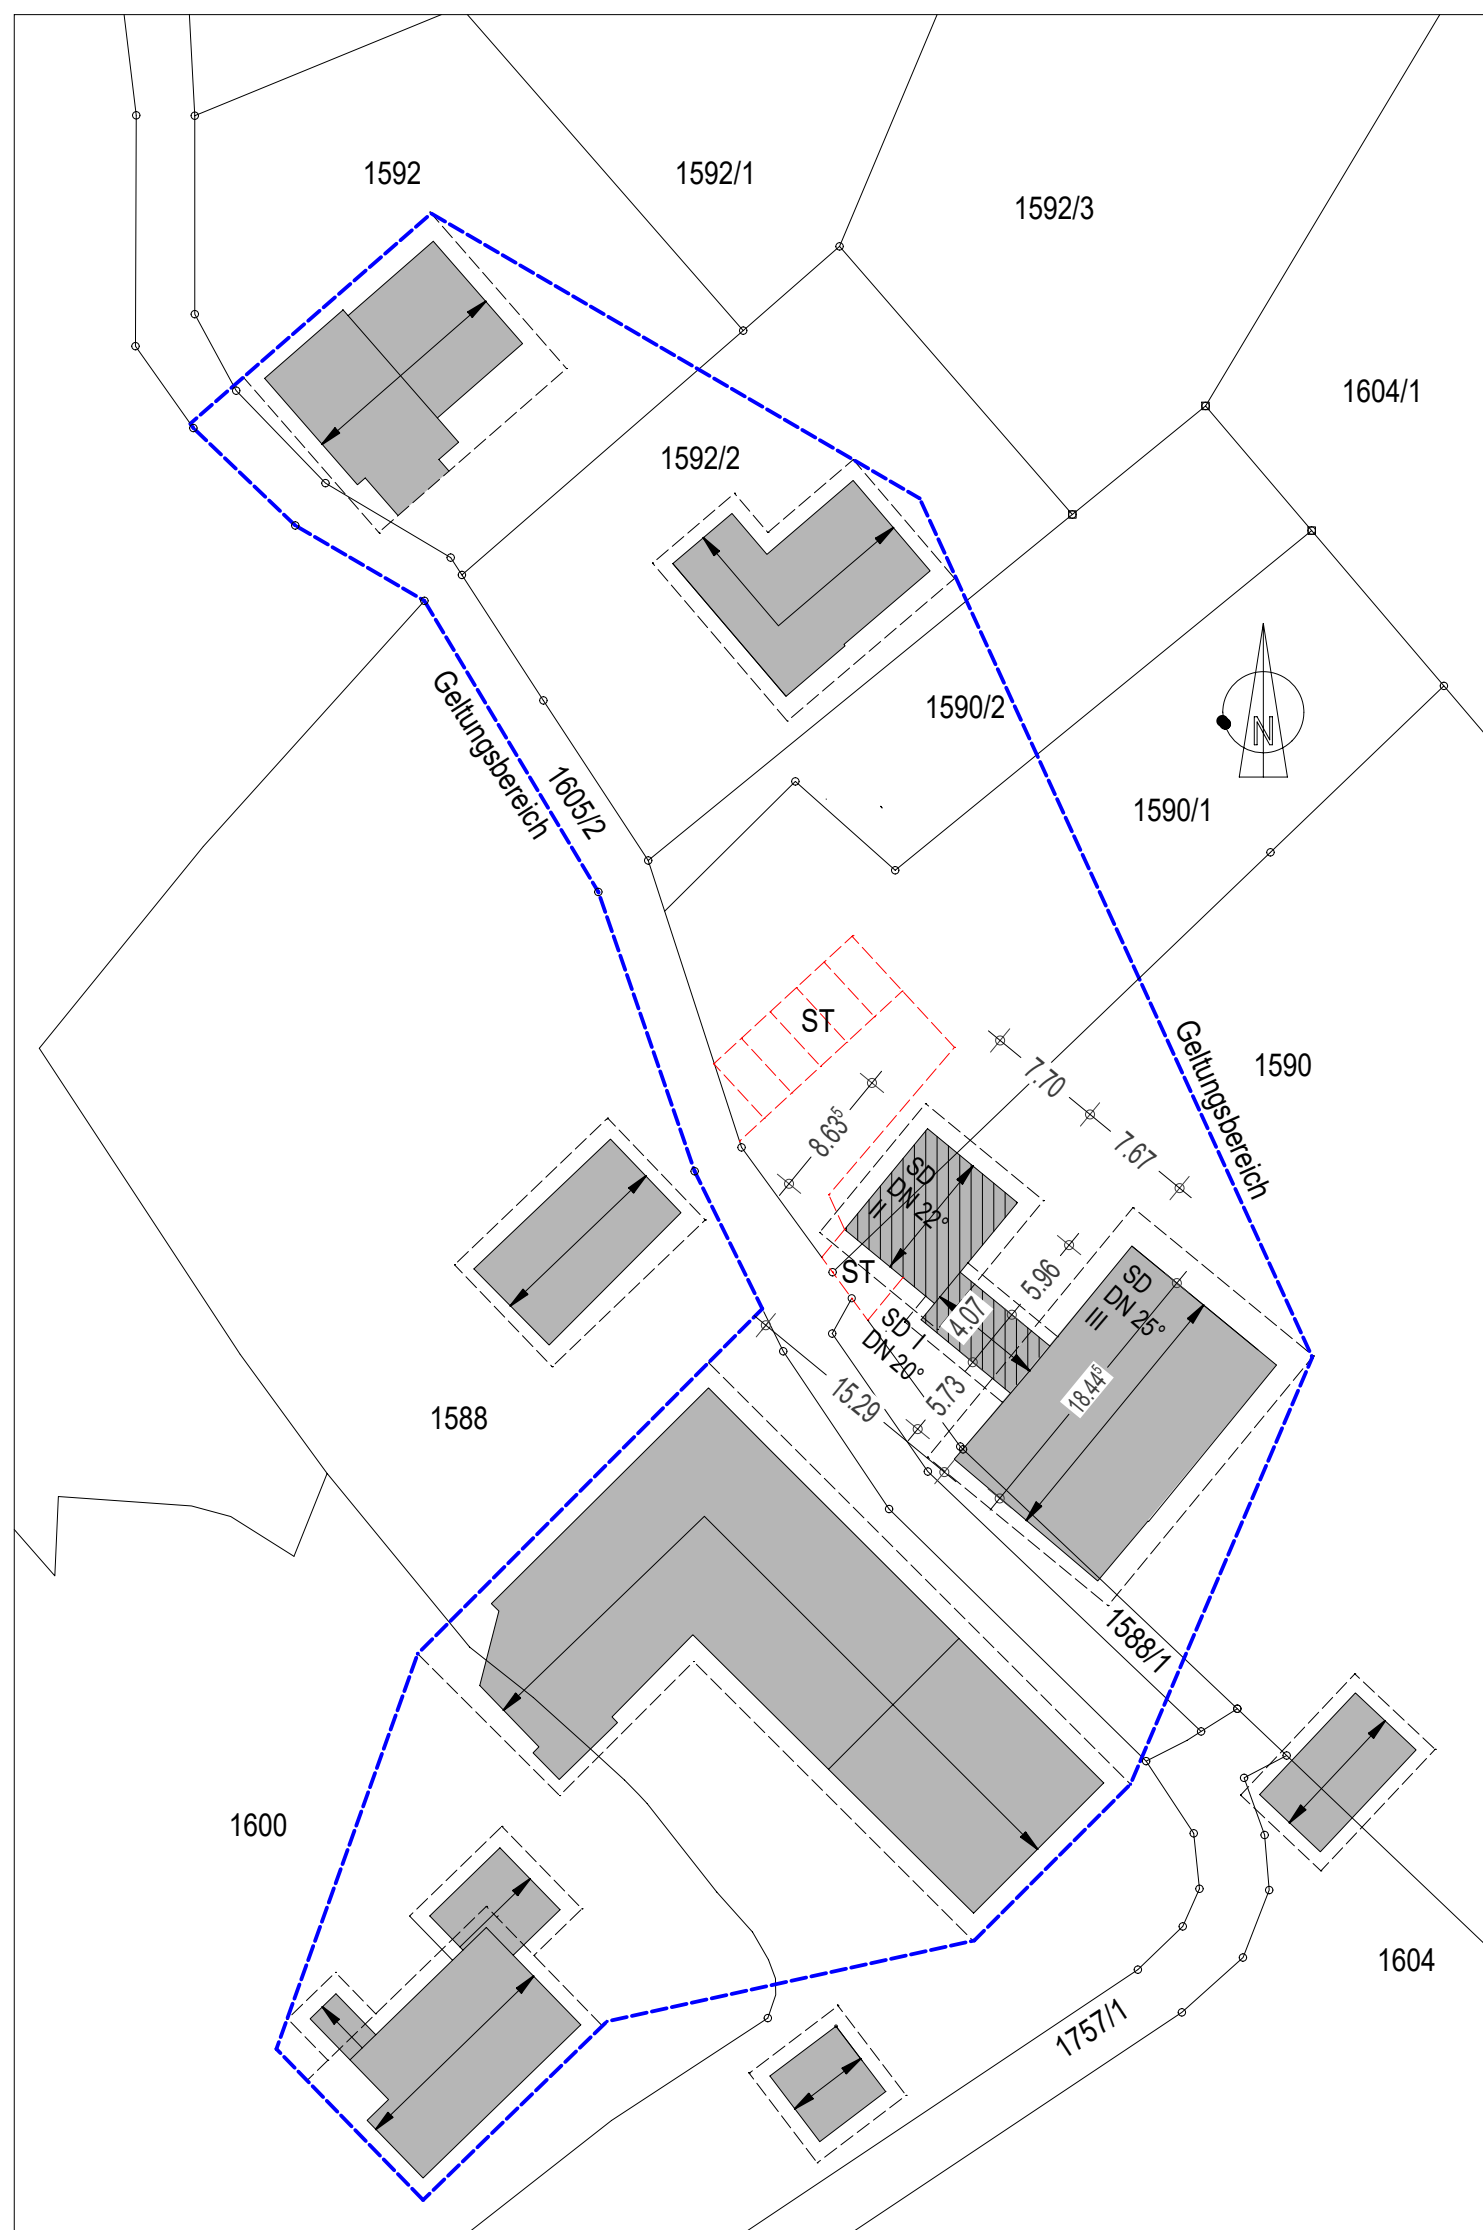 1592
1592/1
1592/3
1604/1
1592/2
1590/2
N
Geltungsbereich
1605/2
1590/1
ST
Geltungsbereich
1590
7.70
8.63⁵
7.67
SD
DN 22°
II
ST
5.96
SD
DN 25°
III
4.07
SD I
DN 20°
18.44⁵
5.73
15.29
1588
1588/1
1600
1604
1757/1